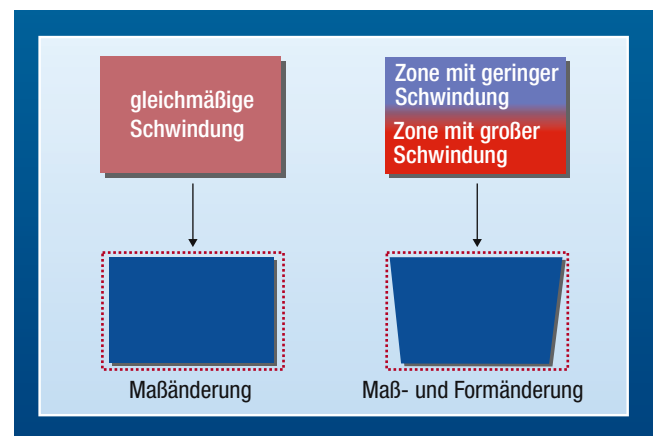 gleichmäßige
Schwindung
Zone mit geringer
Schwindung
Zone mit großer
Schwindung
Maßänderung
Maß- und Formänderung